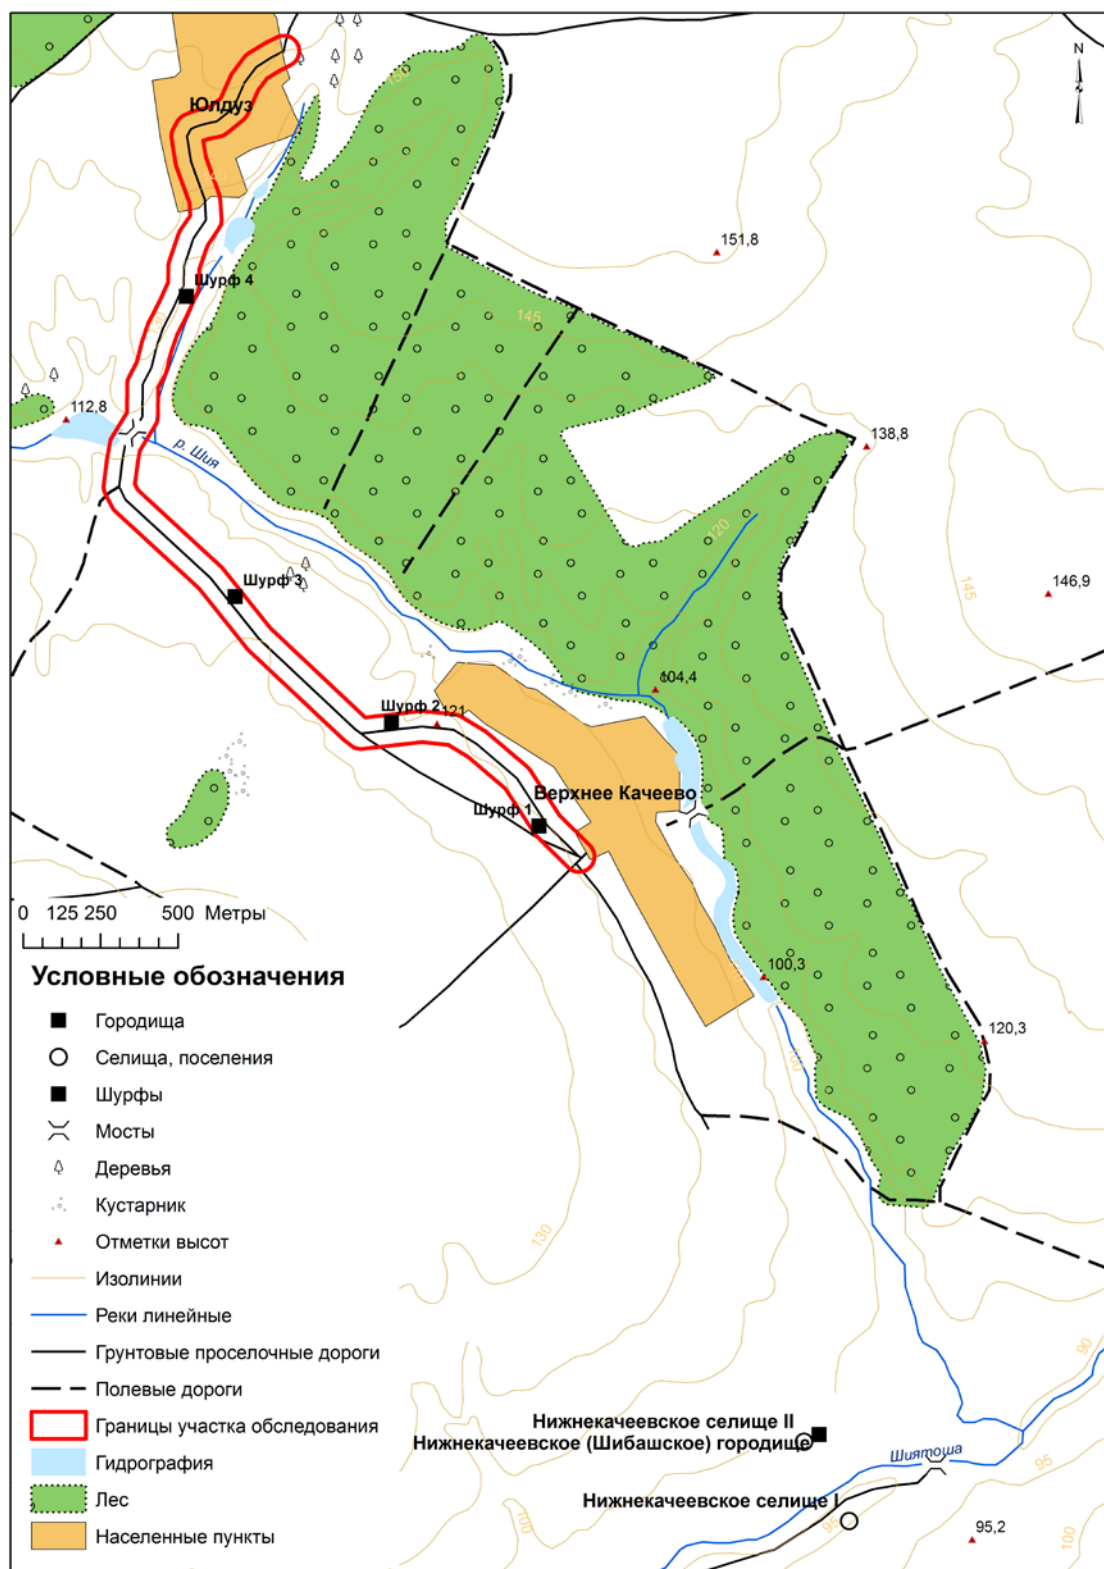 N
150
Юлдуз
140
151,8
Шурф 4
130
145
112,8
р. Шия
138,8
120
Шурф 3
145
146,9
104,4
Шурф 2
121
Верхнее Качеево
Шурф 1
0 125 250 500 Метры
100,3
Условные обозначения
Городища
120,3
Селища, поселения
100
Шурфы
Мосты
Деревья
Кустарник
130
Отметки высот
Изолинии
Реки линейные
90
Грунтовые проселочные дороги
Полевые дороги
Границы участка обследования
Нижнекачеевское селище II
Нижнекачеевское (Шибашское) городище
Шиятоша
95
Гидрография
Лес
Нижнекачеевское селище I
95
100
95,2
100
Населенные пункты